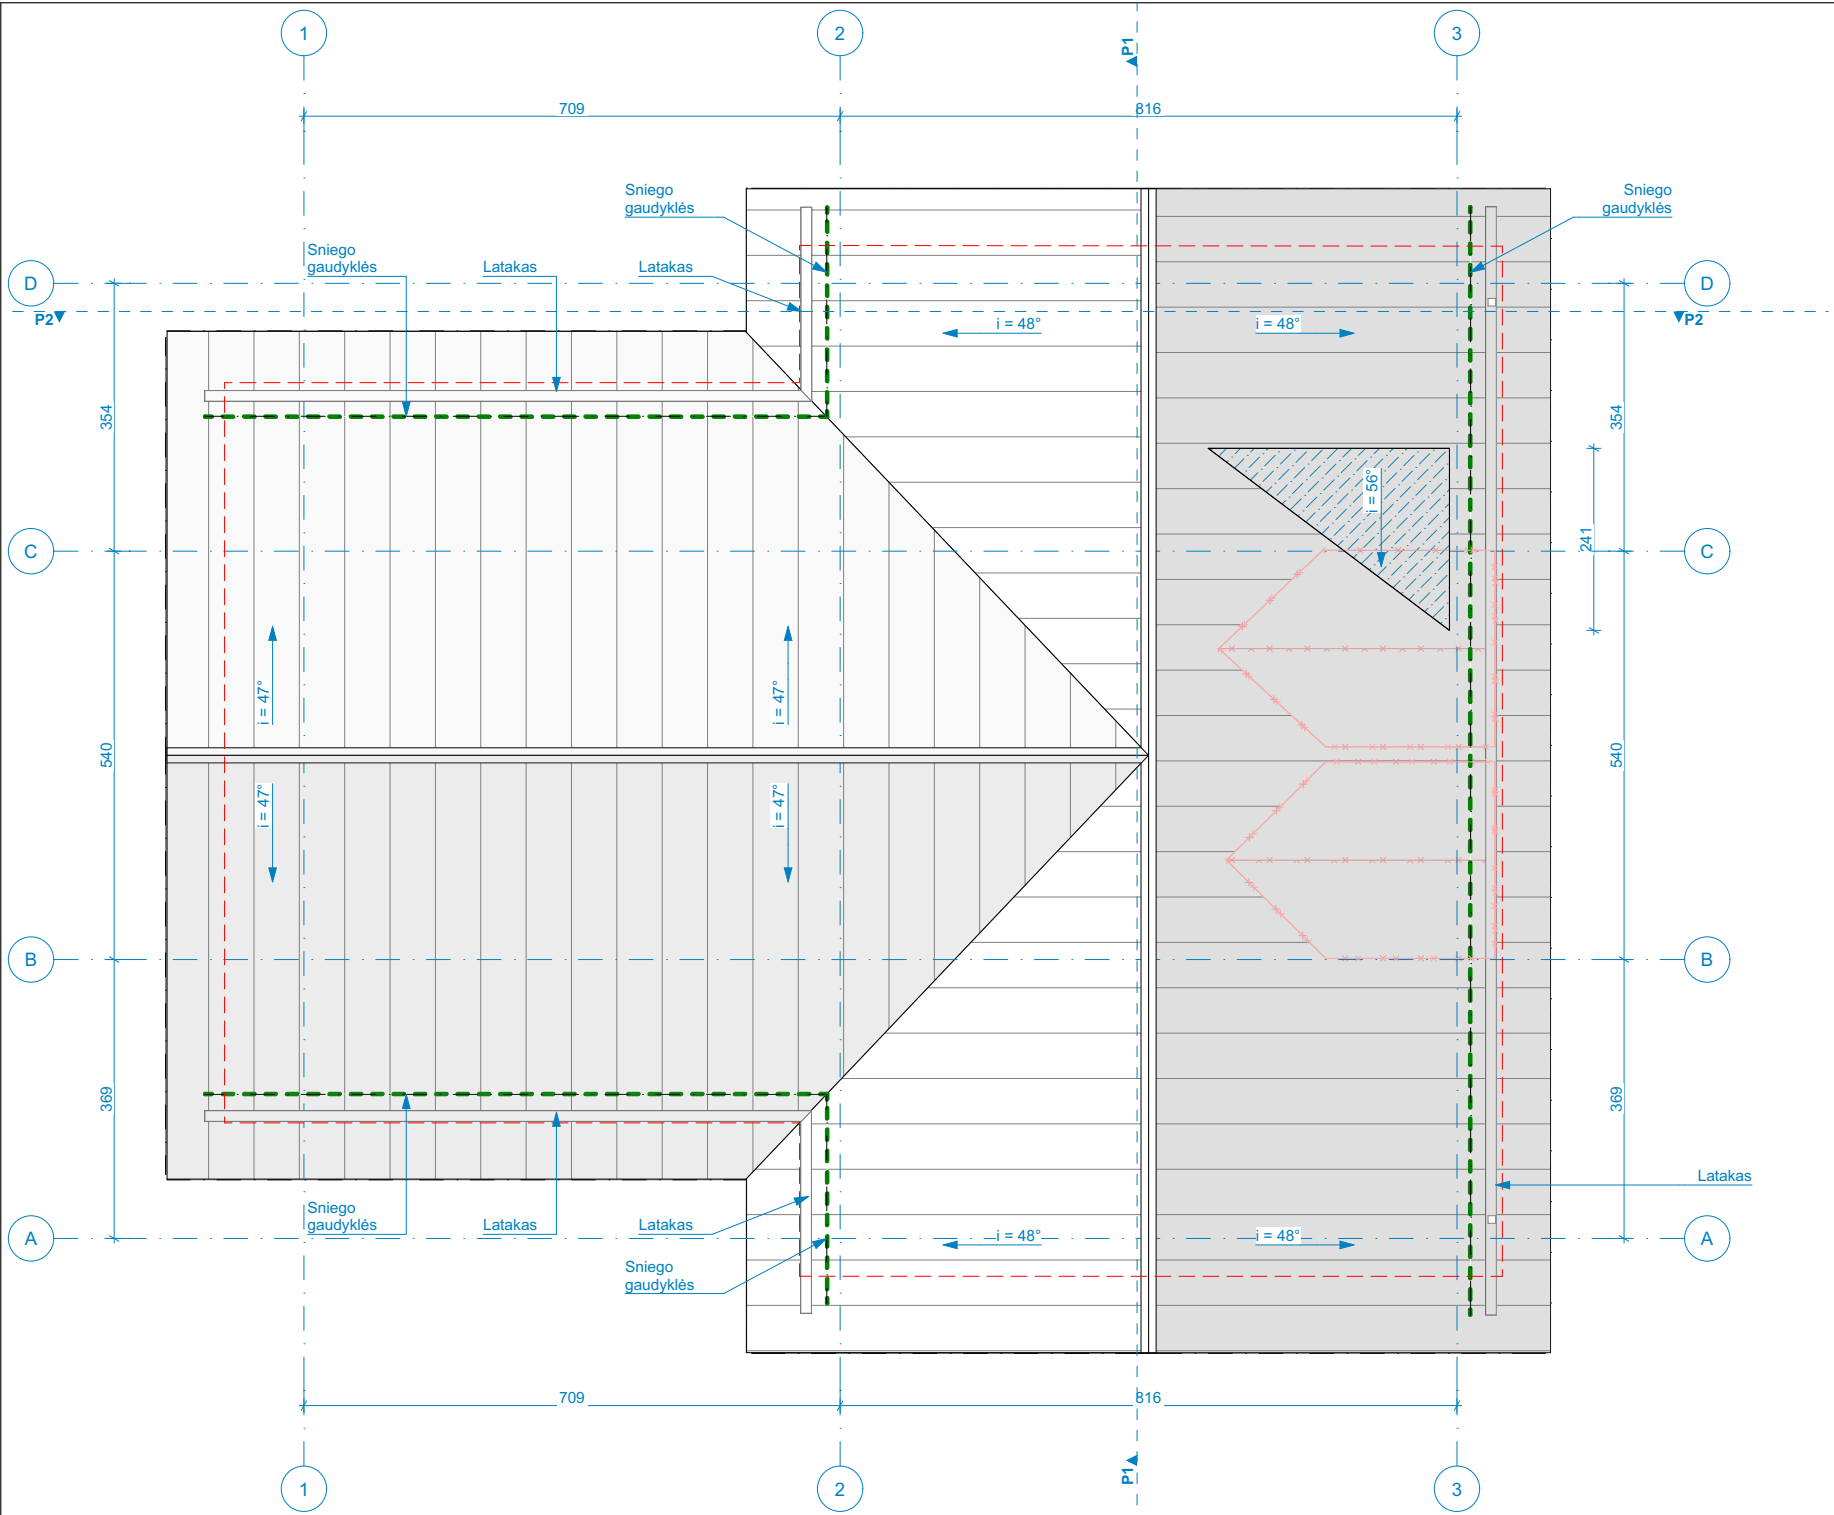 1
2
P1
3
709
816
Sniego
gaudyklės
Sniego
gaudyklės
Sniego
gaudyklės
Latakas
Latakas
D
D
P2
P2
i = 48°
i = 48°
354
354
i = 56°
241
C
C
i = 47°
i = 47°
540
540
i = 47°
i = 47°
B
B
369
369
Latakas
Sniego
gaudyklės
Latakas
Latakas
A
A
i = 48°
i = 48°
Sniego
gaudyklės
709
816
P1
1
2
3